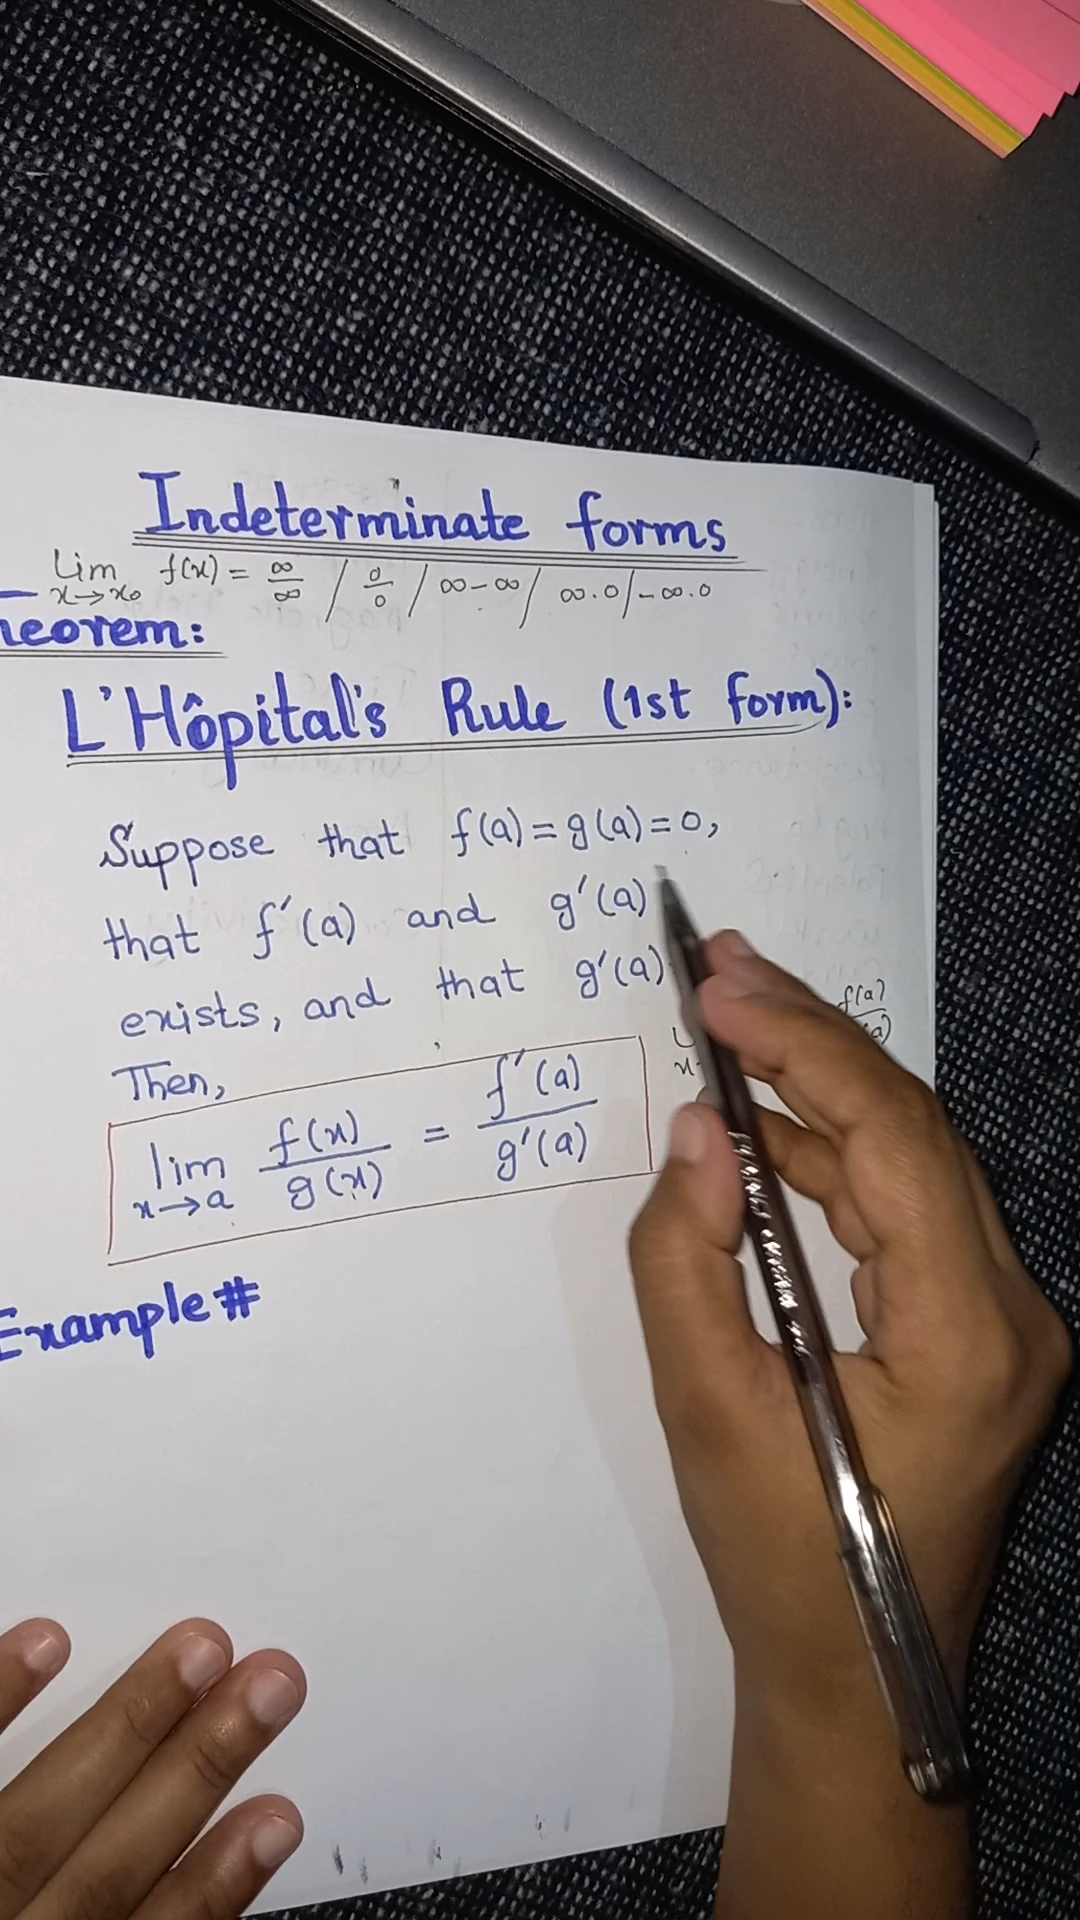 Indeterminate forms
Lim x→x₀ f(x) = ∞/∞ / 0/0 / ∞-∞ / ∞.0 / -∞.0
heorem:
L'Hôpital's Rule (1st form):
Suppose that f(a) = g(a) = 0,
that f'(a) and g'(a)
exists, and that g'(a)
f(a)
Then,
lim x→a f(x)/g(x) = f'(a)/g'(a)
Example #